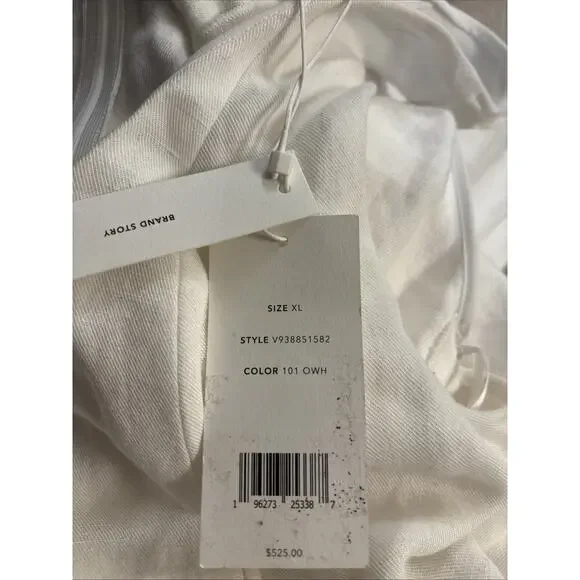 BRAND STORY
SIZE XL
STYLE V938851582
COLOR 101 OWH
1 96273 25338 7
$525.00